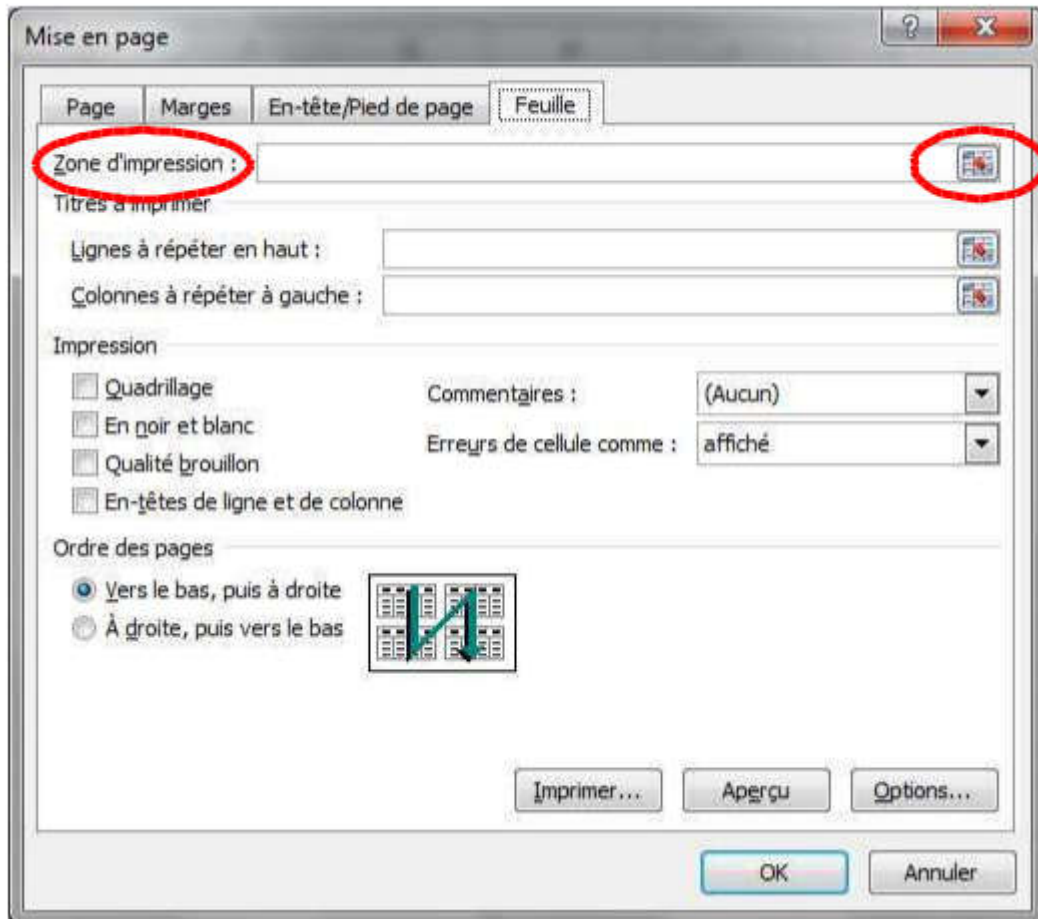 Mise en page
Page Marges En-tête/Pied de page Feuille
Zone d'impression :
Titres à imprimer
Lignes à répéter en haut :
Colonnes à répéter à gauche :
Impression
Quadrillage
En noir et blanc
Qualité brouillon
En-têtes de ligne et de colonne
Commentaires : (Aucun)
Erreurs de cellule comme : affiché
Ordre des pages
Vers le bas, puis à droite
À droite, puis vers le bas
Imprimer... Aperçu Options...
OK Annuler